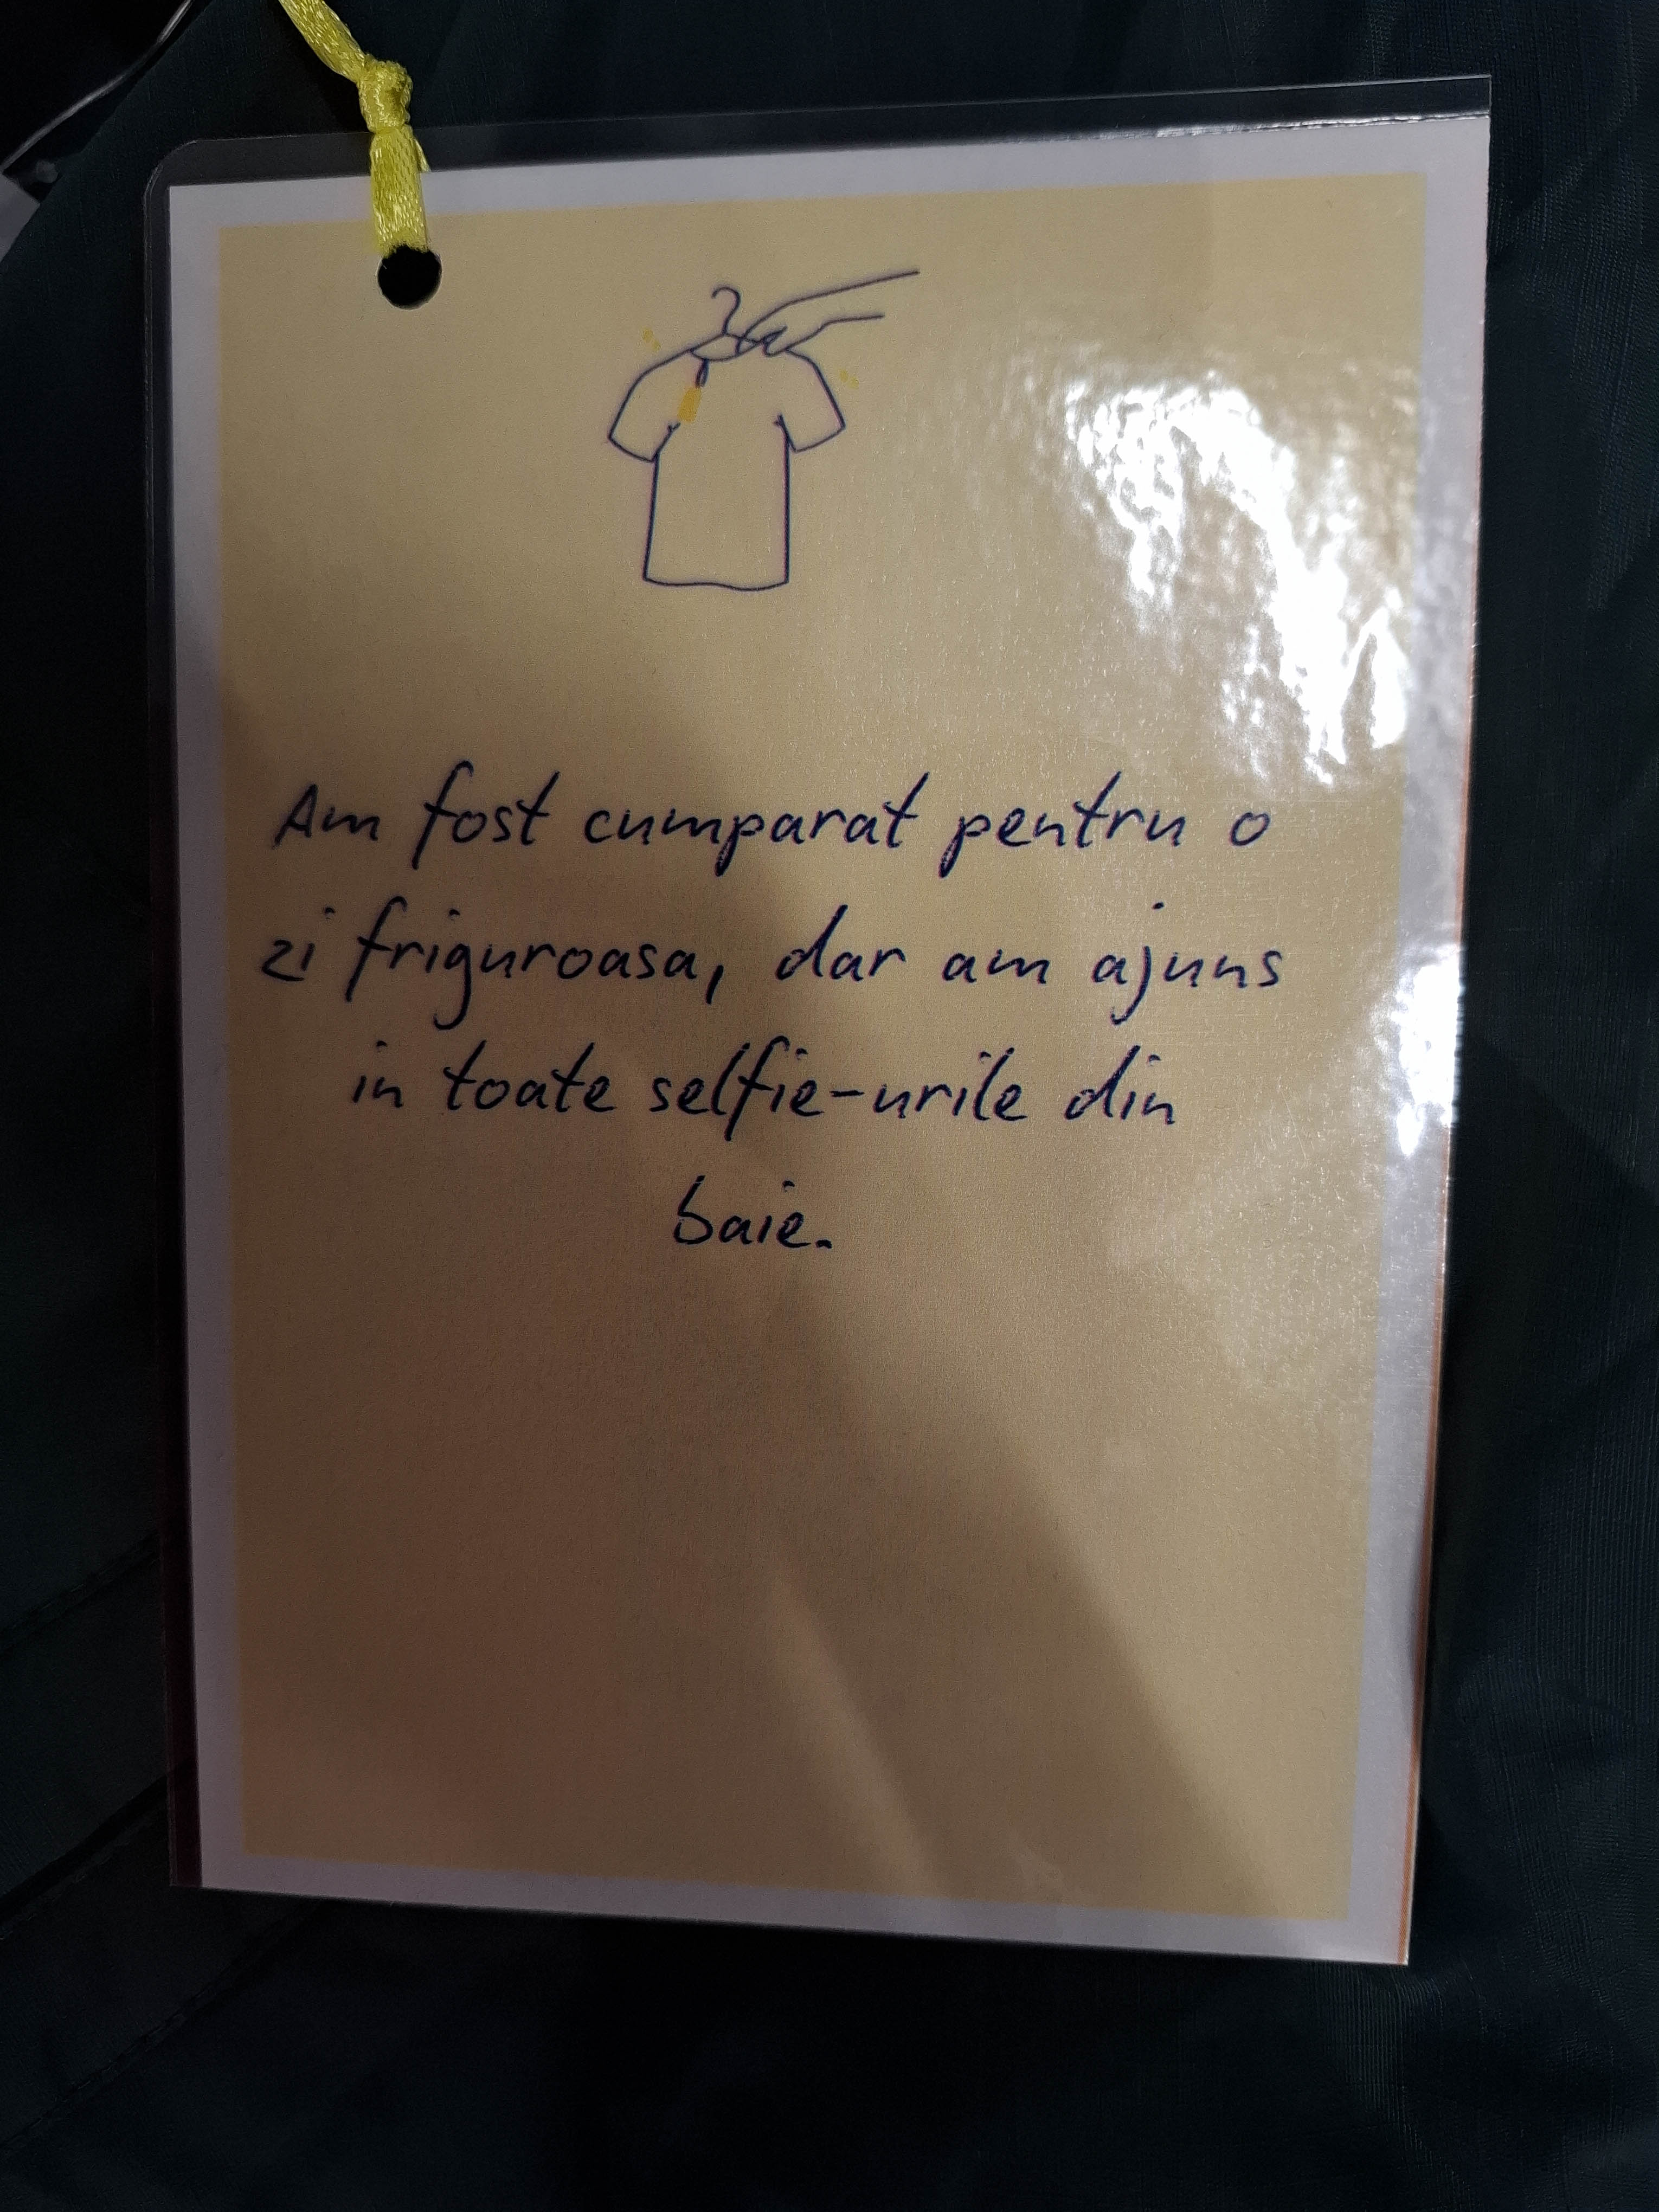 Am fost cumparat pentru o
zi friguroasa, dar am ajuns
in toate selfie-urile din
baie.